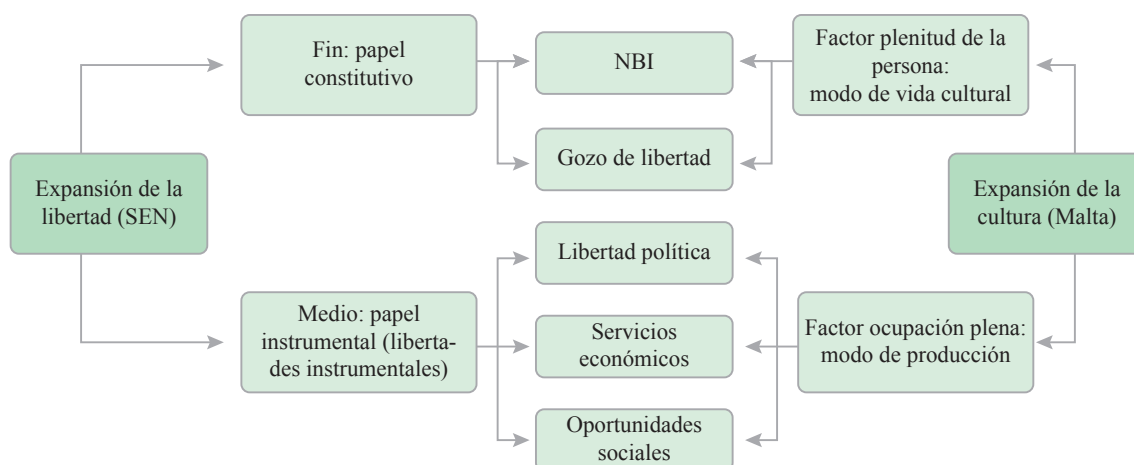 Fin: papel
constitutivo
NBI
Factor plenitud de la
persona:
modo de vida cultural
Gozo de libertad
Expansión de la
libertad (SEN)
Expansión de la
cultura (Malta)
Libertad política
Medio: papel
instrumental (liberta-
des instrumentales)
Servicios
económicos
Factor ocupación plena:
modo de producción
Oportunidades
sociales